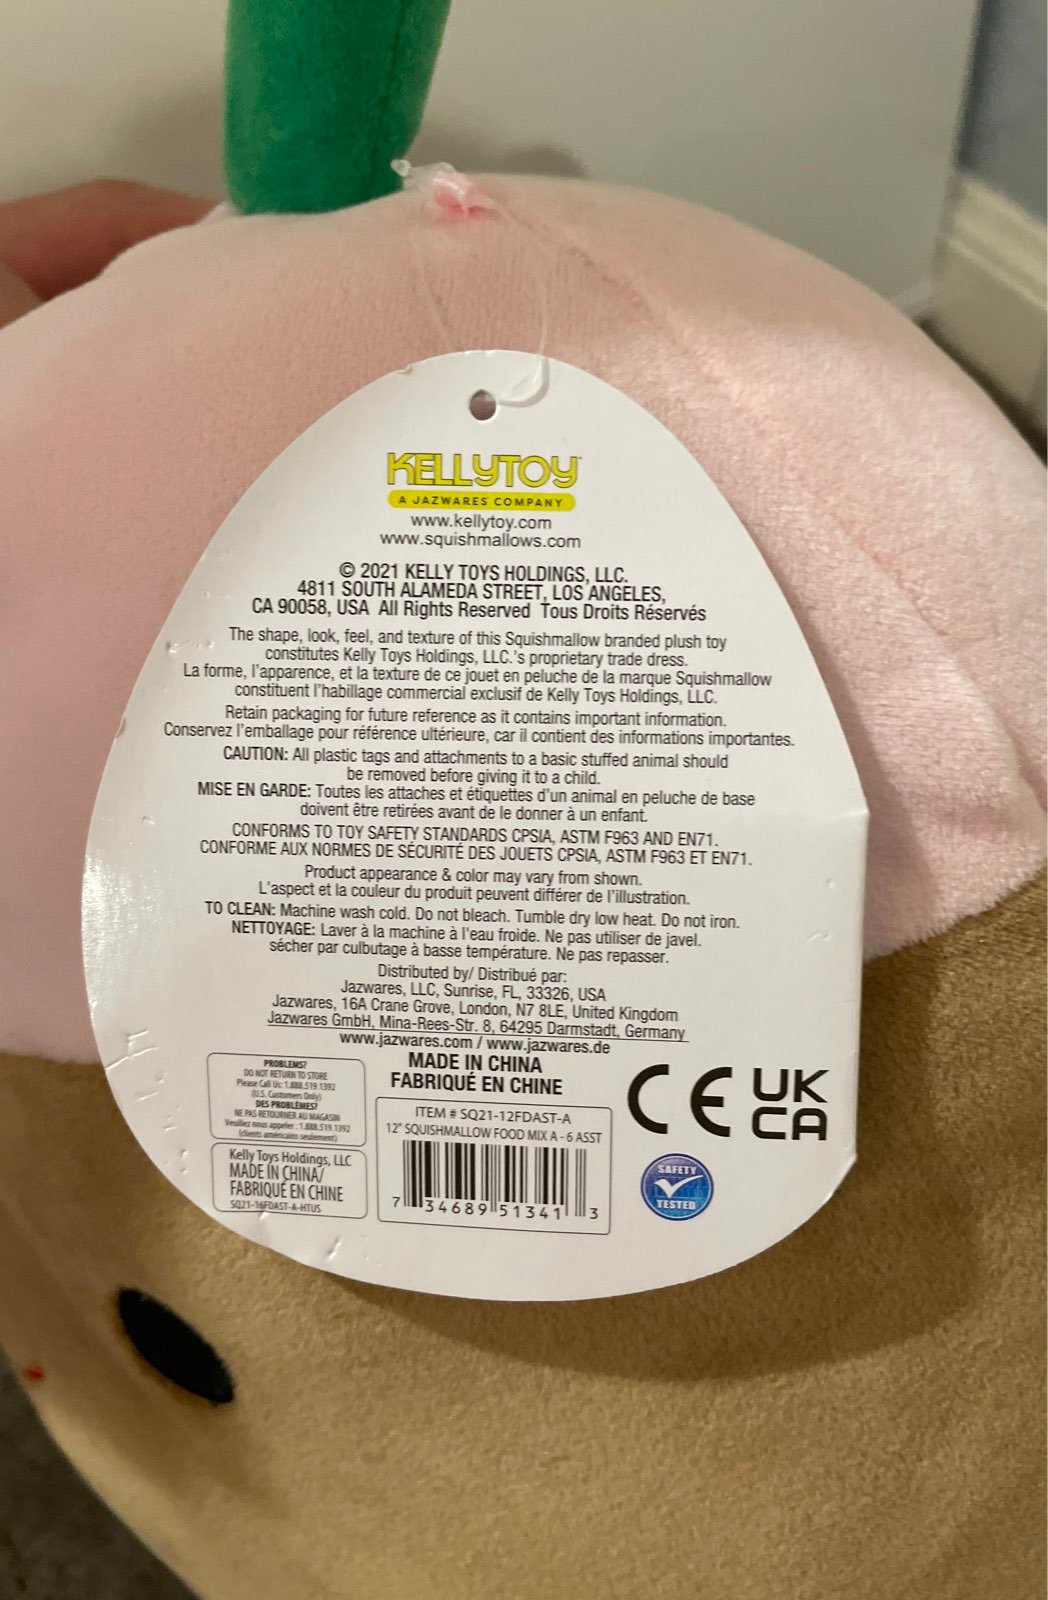 KELLYTOY
A JAZWARES COMPANY
www.kellytoy.com
www.squishmallows.com
© 2021 KELLY TOYS HOLDINGS, LLC.
4811 SOUTH ALAMEDA STREET, LOS ANGELES,
CA 90058, USA All Rights Reserved Tous Droits Réservés
The shape, look, feel, and texture of this Squishmallow branded plush toy
constitutes Kelly Toys Holdings, LLC.'s proprietary trade dress.
La forme, l'apparence, et la texture de ce jouet en peluche de la marque Squishmallow
constituent l'habillage commercial exclusif de Kelly Toys Holdings, LLC.
Retain packaging for future reference as it contains important information.
Conservez l'emballage pour référence ultérieure, car il contient des informations importantes.
CAUTION: All plastic tags and attachments to a basic stuffed animal should
be removed before giving it to a child.
MISE EN GARDE: Toutes les attaches et étiquettes d'un animal en peluche de base
doivent être retirées avant de le donner à un enfant.
CONFORMS TO TOY SAFETY STANDARDS CPSIA, ASTM F963 AND EN71.
CONFORME AUX NORMES DE SÉCURITÉ DES JOUETS CPSIA, ASTM F963 ET EN71.
Product appearance & color may vary from shown.
L'aspect et la couleur du produit peuvent différer de l'illustration.
TO CLEAN: Machine wash cold. Do not bleach. Tumble dry low heat. Do not iron.
NETTOYAGE: Laver à la machine à l'eau froide. Ne pas utiliser de javel.
sécher par culbutage à basse température. Ne pas repasser.
Distributed by/ Distribué par:
Jazwares, LLC, Sunrise, FL, 33326, USA
Jazwares, 16A Crane Grove, London, N7 8LE, United Kingdom
Jazwares GmbH, Mina-Rees-Str. 8, 64295 Darmstadt, Germany
www.jazwares.com / www.jazwares.de
MADE IN CHINA
FABRIQUÉ EN CHINE
PROBLEMS?
DO NOT RETURN TO STORE
Please Call Us: 1.888.519.1392
(U.S. Customers Only)
DES PROBLÈMES?
NE PAS RETOURNER AU MAGASIN
Veuillez nous appeler : 1.888.519.1392
(clients américains seulement)
Kelly Toys Holdings, LLC
MADE IN CHINA/
FABRIQUÉ EN CHINE
SQ21-16FDAST-A-HTUS
ITEM # SQ21-12FDAST-A
12" SQUISHMALLOW FOOD MIX A - 6 ASST
7 34689 51341 3
CE
UK
CA
SAFETY
TESTED